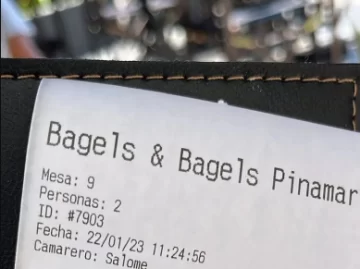 Bagels & Bagels Pinamar
Mesa: 9
Personas: 2
ID: #7903
Fecha: 22/01/23 11:24:56
Camarero: Salome